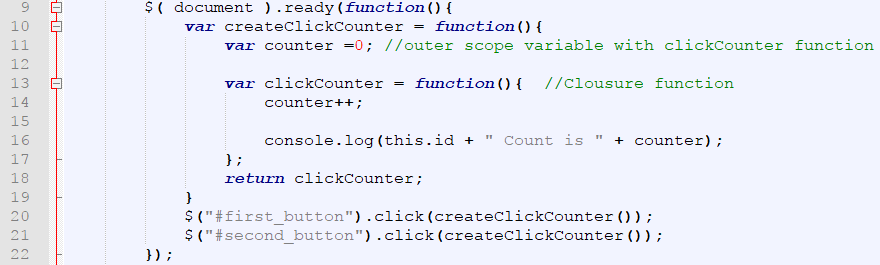 9 $( document ).ready(function(){
10 var createClickCounter = function(){
11 var counter =0; //outer scope variable with clickCounter function
12
13 var clickCounter = function(){ //Clousure function
14 counter++;
15
16 console.log(this.id + " Count is " + counter);
17 };
18 return clickCounter;
19 }
20 $("#first_button").click(createClickCounter());
21 $("#second_button").click(createClickCounter());
22 });